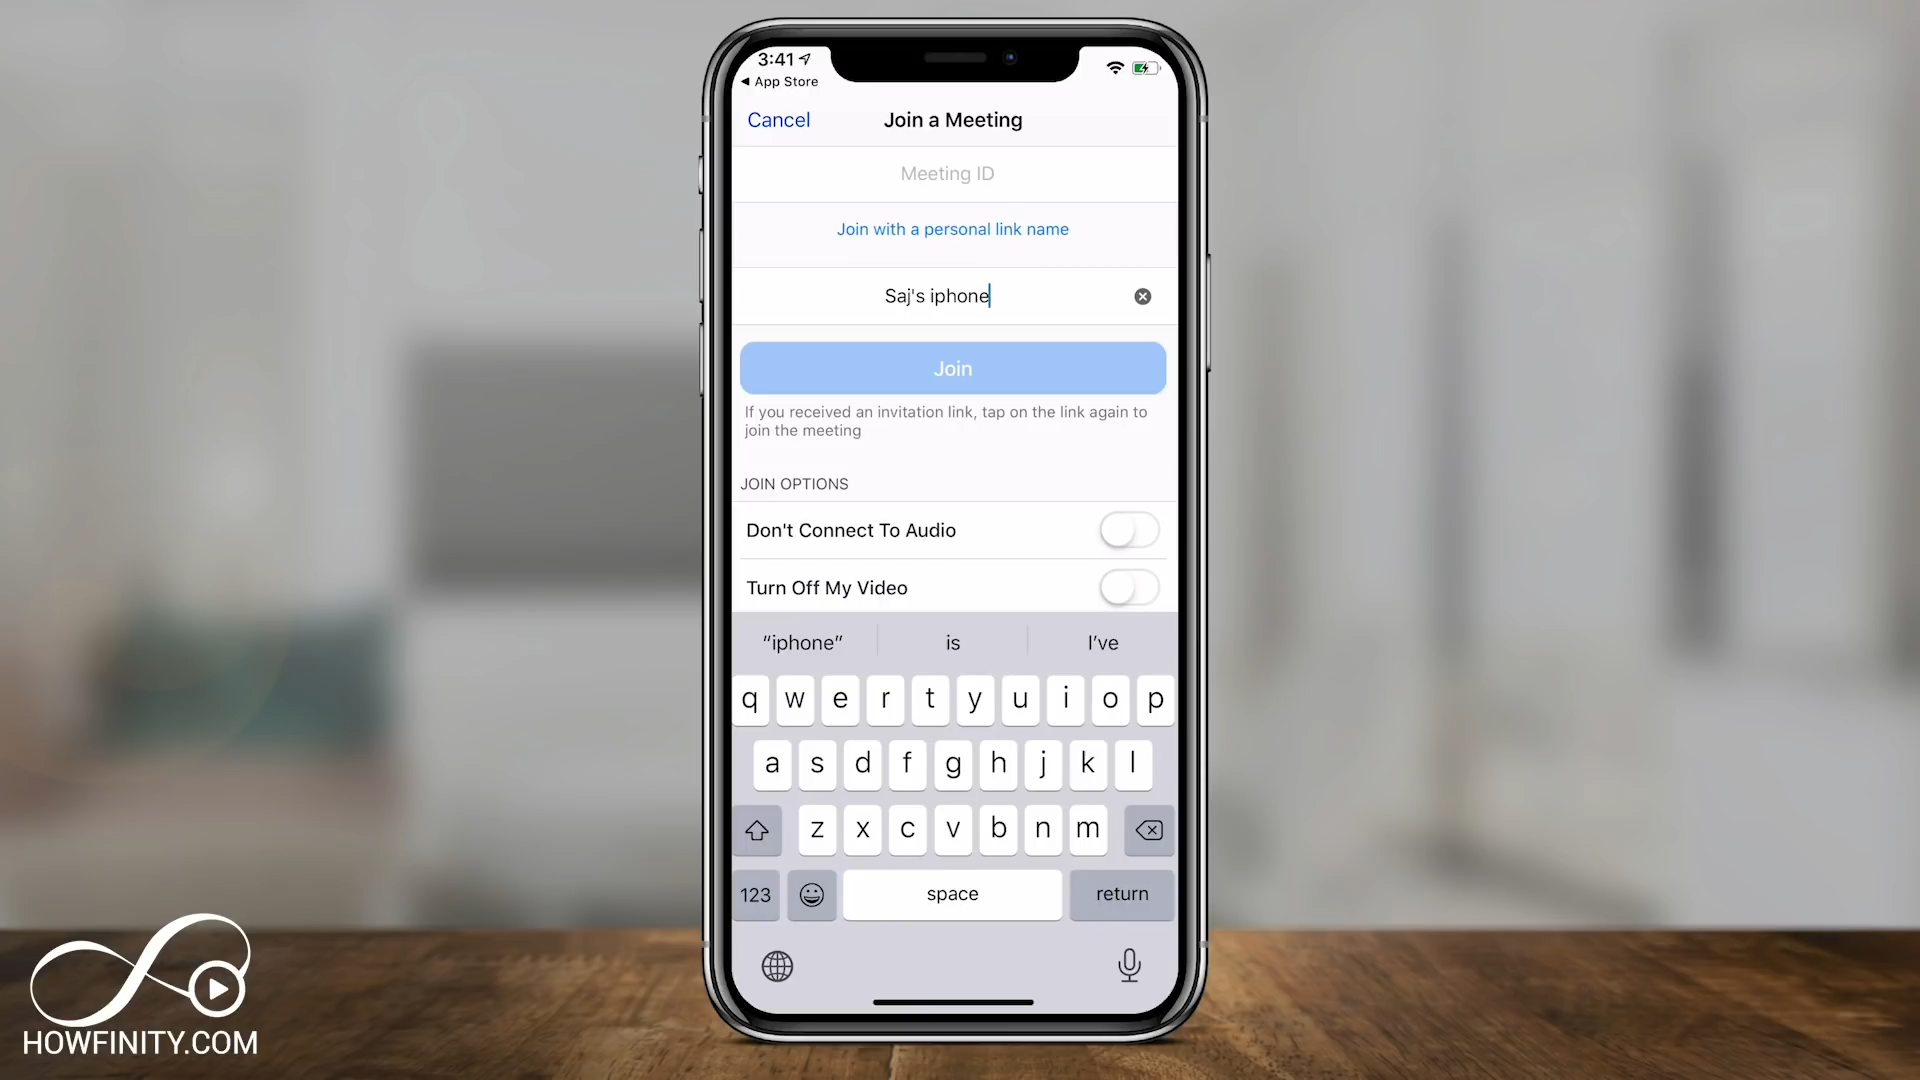 3:41
App Store
Cancel
Join a Meeting
Meeting ID
Join with a personal link name
Saj's iphone
Join
If you received an invitation link, tap on the link again to
join the meeting
JOIN OPTIONS
Don't Connect To Audio
Turn Off My Video
“iphone” is I’ve
q w e r t y u i o p
a s d f g h j k l
z x c v b n m
123 space return
HOWFINITY.COM